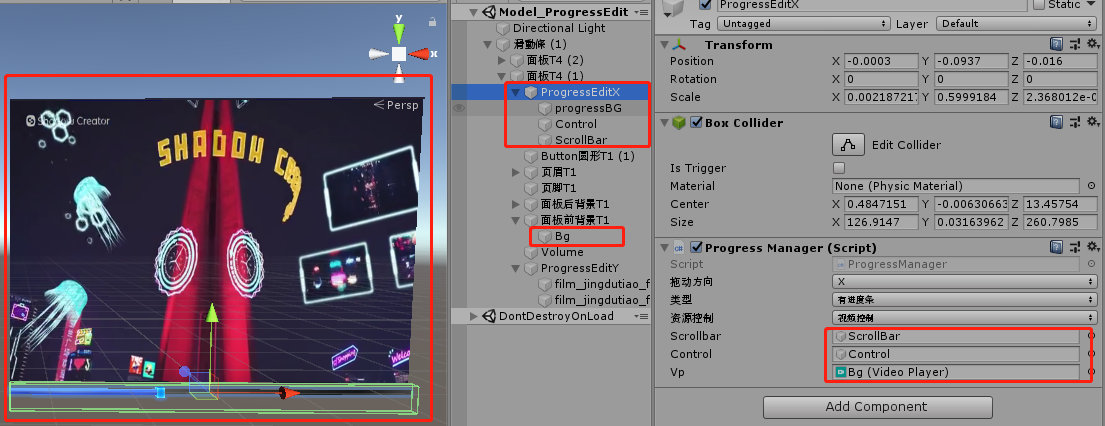 y
x
Persp
Shadow Creator
SHADOW CREA
Shopping
Welcome
Model_ProgressEdit
Directional Light
滑動條 (1)
面板T4 (2)
面板T4 (1)
ProgressEditX
progressBG
Control
ScrollBar
Button圆形T1 (1)
页眉T1
页脚T1
面板后背景T1
面板前背景T1
Bg
Volume
ProgressEditY
film_jingdutiao_f
film_jingdutiao_f
DontDestroyOnLoad
ProgressEditX
Static
Tag Untagged Layer Default
Transform
Position X -0.0003 Y -0.0937 Z -0.016
Rotation X 0 Y 0 Z 0
Scale X 0.002187217 Y 0.5999184 Z 2.368012e-0
Box Collider
Edit Collider
Is Trigger
Material None (Physic Material)
Center X 0.4847151 Y -0.00630663 Z 13.45754
Size X 126.9147 Y 0.03163962 Z 260.7985
Progress Manager (Script)
Script ProgressManager
拖动方向 X
类型 有进度条
资源控制 视频控制
Scrollbar ScrollBar
Control Control
Vp Bg (Video Player)
Add Component